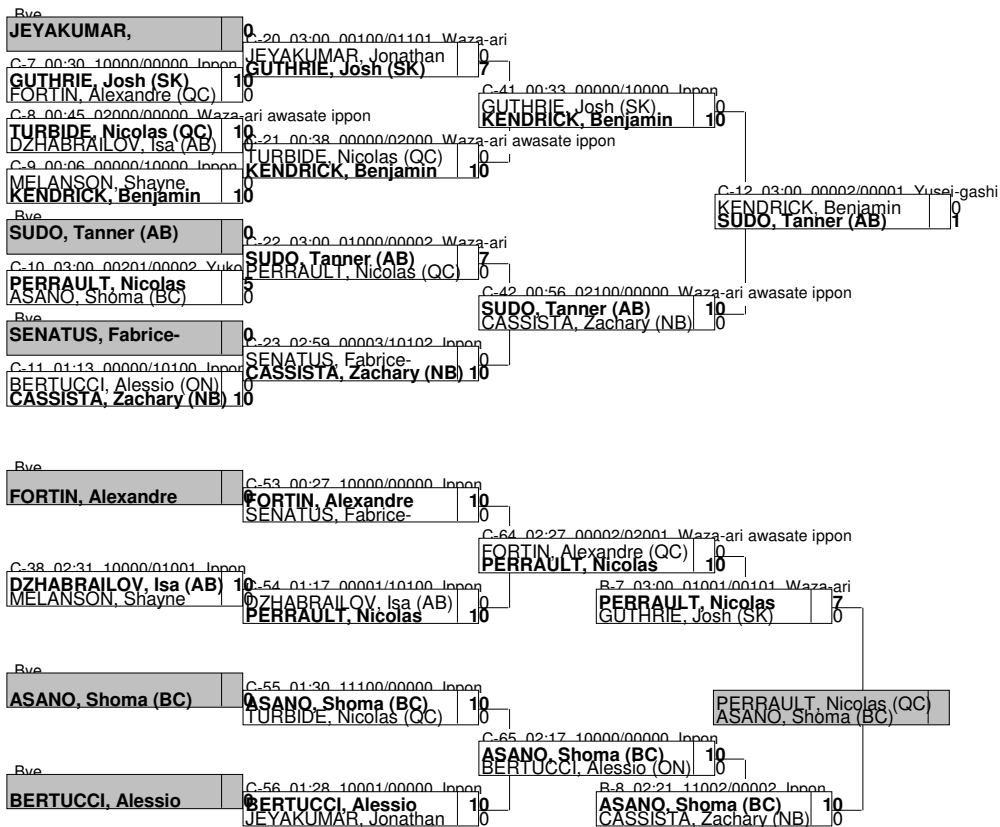 Bye
JEYAKUMAR, 0
C-7 00:30 10000/00000 Ippon
GUTHRIE, Josh (SK) 10
FORTIN, Alexandre (QC) 0
C-8 00:45 02000/00000 Waza-ari awasate ippon
TURBIDE, Nicolas (QC) 10
DZHABRAILOV, Isa (AB) 0
C-9 00:06 00000/10000 Ippon
MELANSON, Shayne 0
KENDRICK, Benjamin 10
Bye
SUDO, Tanner (AB) 0
C-10 03:00 00201/00002 Yuko
PERRAULT, Nicolas 5
ASANO, Shoma (BC) 0
Bye
SENATUS, Fabrice- 0
C-11 01:13 00000/10100 Ippon
BERTUCCI, Alessio (ON) 0
CASSISTA, Zachary (NB) 10
C-20 03:00 00100/01101 Waza-ari
JEYAKUMAR, Jonathan 0
GUTHRIE, Josh (SK) 7
C-21 00:38 00000/02000 Waza-ari awasate ippon
TURBIDE, Nicolas (QC) 0
KENDRICK, Benjamin 10
C-22 03:00 01000/00002 Waza-ari
SUDO, Tanner (AB) 7
PERRAULT, Nicolas (QC) 0
C-23 02:59 00003/10102 Ippon
SENATUS, Fabrice- 0
CASSISTA, Zachary (NB) 10
C-41 00:33 00000/10000 Ippon
GUTHRIE, Josh (SK) 0
KENDRICK, Benjamin 10
C-42 00:56 02100/00000 Waza-ari awasate ippon
SUDO, Tanner (AB) 10
CASSISTA, Zachary (NB) 0
C-12 03:00 00002/00001 Yusei-gashi
KENDRICK, Benjamin 0
SUDO, Tanner (AB) 1
Bye
FORTIN, Alexandre 0
C-38 02:31 10000/01001 Ippon
DZHABRAILOV, Isa (AB) 10
MELANSON, Shayne 0
Bye
ASANO, Shoma (BC) 0
Bye
BERTUCCI, Alessio 0
C-53 00:27 10000/00000 Ippon
FORTIN, Alexandre 10
SENATUS, Fabrice- 0
C-54 01:17 00001/10100 Ippon
DZHABRAILOV, Isa (AB) 0
PERRAULT, Nicolas 10
C-55 01:30 11100/00000 Ippon
ASANO, Shoma (BC) 10
TURBIDE, Nicolas (QC) 0
C-56 01:28 10001/00000 Ippon
BERTUCCI, Alessio 10
JEYAKUMAR, Jonathan 0
C-64 02:27 00002/02001 Waza-ari awasate ippon
FORTIN, Alexandre (QC) 0
PERRAULT, Nicolas 10
C-65 02:17 10000/00000 Ippon
ASANO, Shoma (BC) 10
BERTUCCI, Alessio (ON) 0
B-7 03:00 01001/00101 Waza-ari
PERRAULT, Nicolas 7
GUTHRIE, Josh (SK) 0
B-8 02:21 11002/00002 Ippon
ASANO, Shoma (BC) 10
CASSISTA, Zachary (NB) 0
PERRAULT, Nicolas (QC)
ASANO, Shoma (BC)